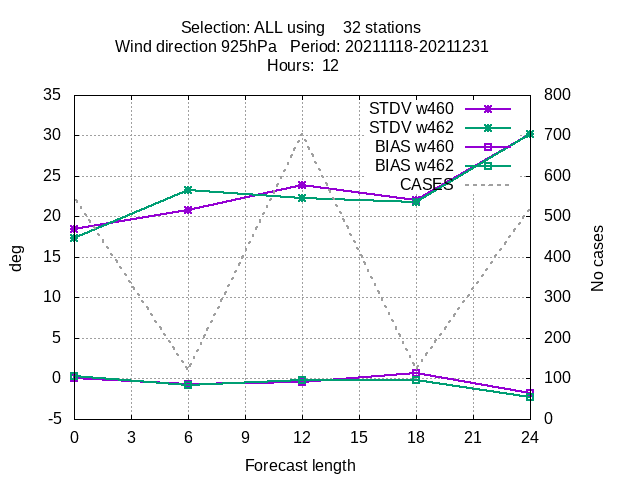 Selection: ALL using    32 stations
Wind direction 925hPa   Period: 20211118-20211231
Hours:  12
35
30
25
20
15
10
5
0
-5
800
700
600
500
400
300
200
100
0
STDV w460
STDV w462
BIAS w460
BIAS w462
CASES
deg
No cases
0 3 6 9 12 15 18 21 24
Forecast length